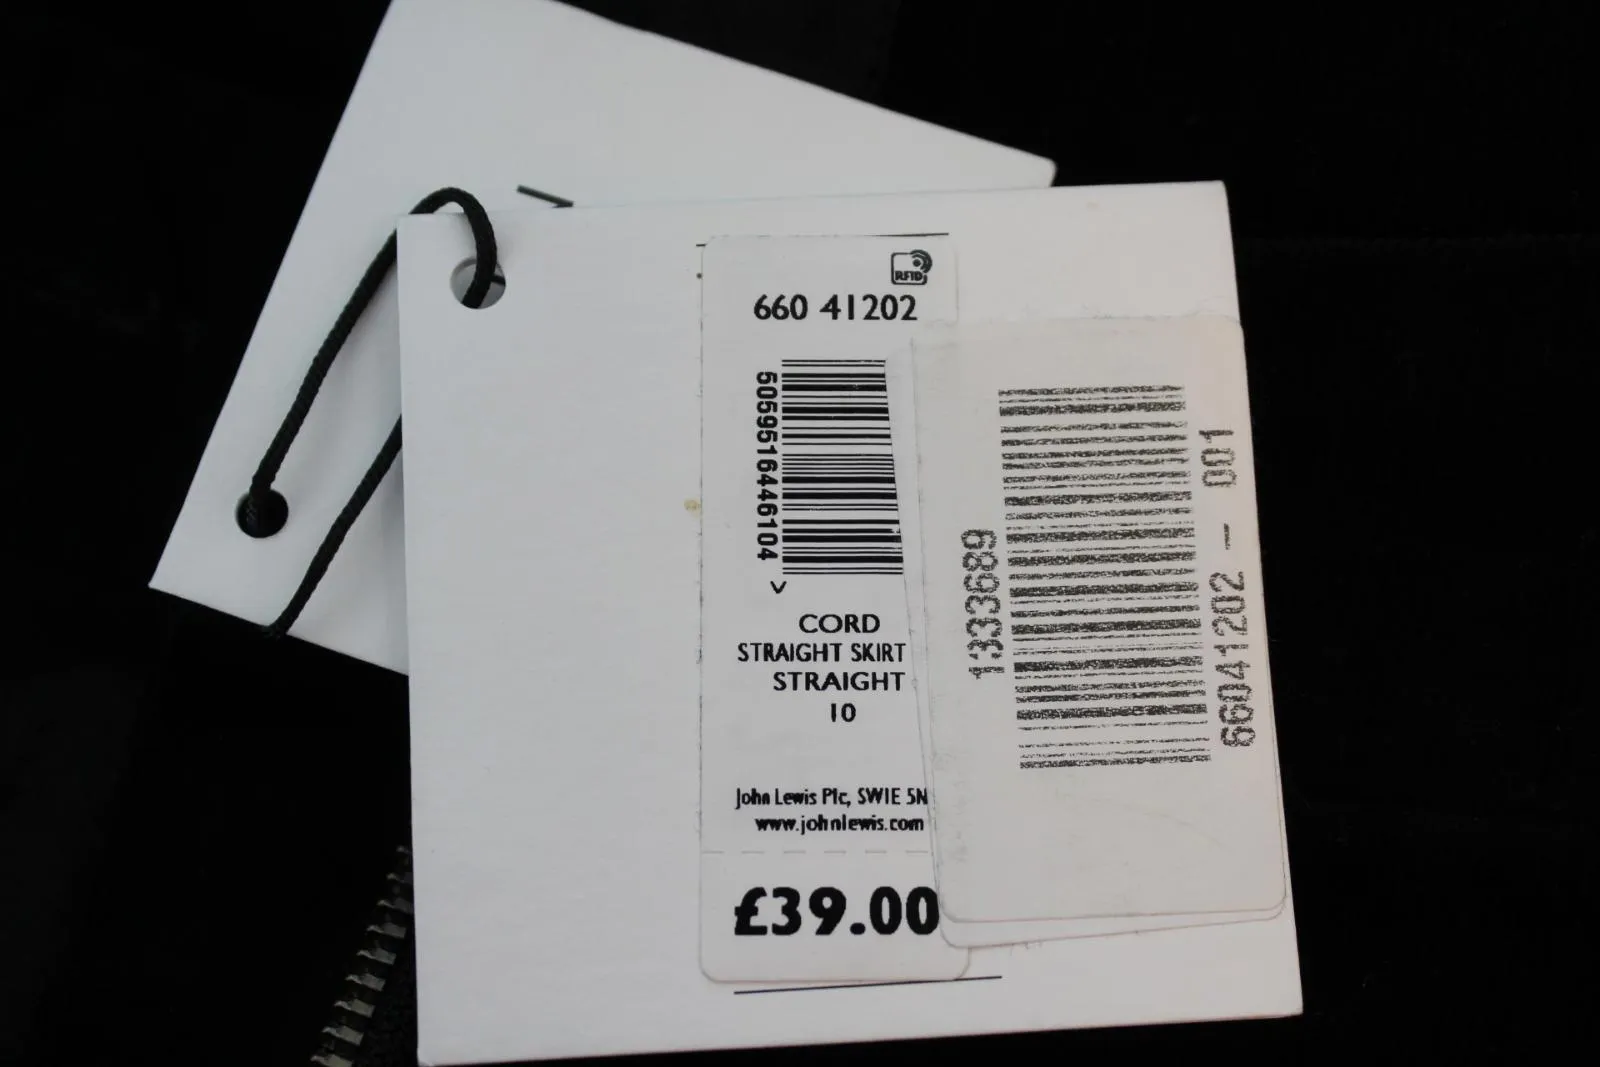 RFID
660 41202
5059516446104
>
CORD
STRAIGHT SKIRT
STRAIGHT
10
John Lewis Plc, SW1E 5N
www.johnlewis.com
£39.00
1333689
66041202 - 001